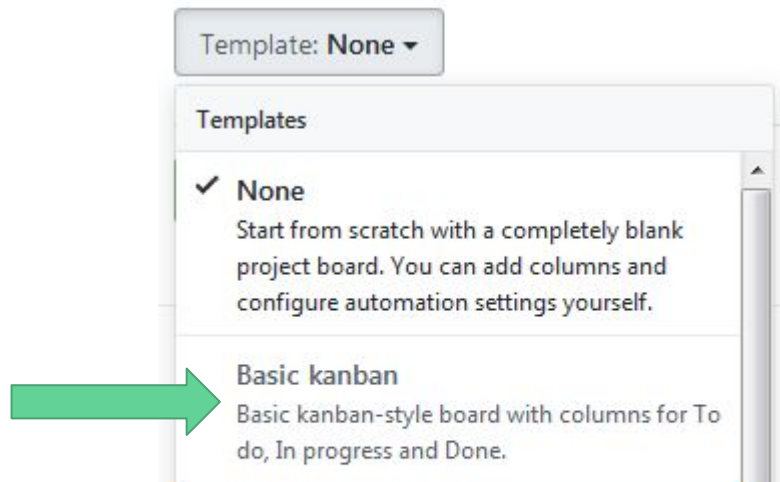 Template: None
Templates
None
Start from scratch with a completely blank
project board. You can add columns and
configure automation settings yourself.
Basic kanban
Basic kanban-style board with columns for To
do, In progress and Done.